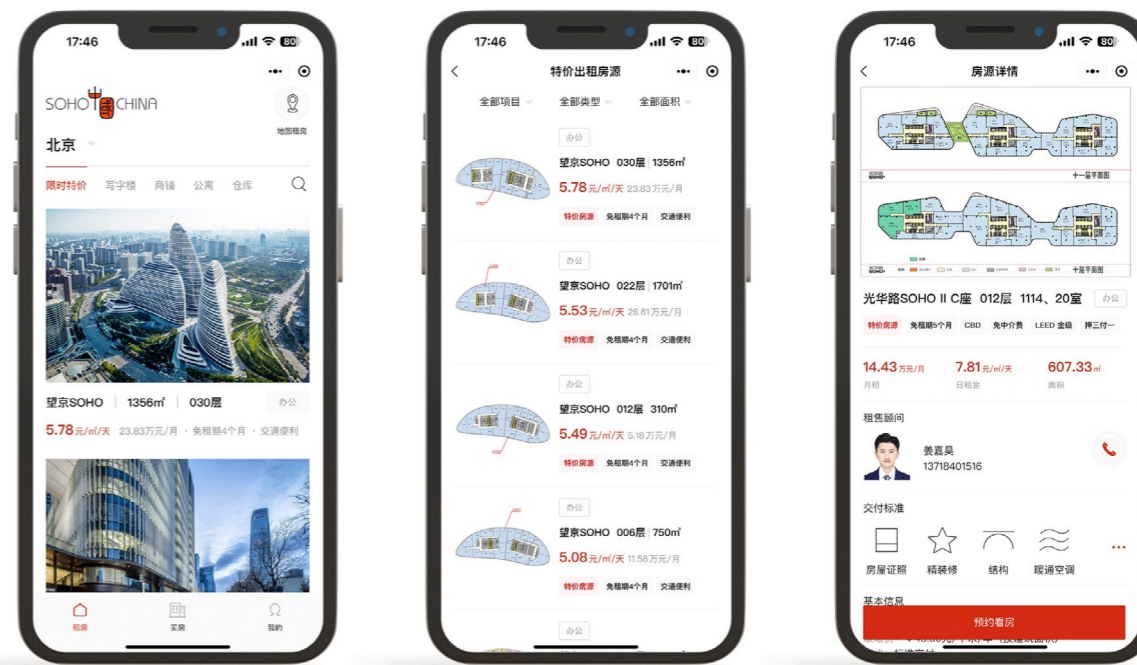 17:46
80
SOHO中國CHINA
地图租房
北京
限时特价 写字楼 商铺 公寓 仓库
望京SOHO 1356㎡ 030层 办公
5.78元/㎡/天 23.83万元/月 · 免租期4个月 · 交通便利
租房 买房 我的
17:46
80
特价出租房源
全部项目 全部类型 全部面积
办公
望京SOHO 030层 1356㎡
5.78元/㎡/天 23.83万元/月
特价房源 免租期4个月 交通便利
办公
望京SOHO 022层 1701㎡
5.53元/㎡/天 28.61万元/月
特价房源 免租期4个月 交通便利
办公
望京SOHO 012层 310㎡
5.49元/㎡/天 5.18万元/月
特价房源 免租期4个月 交通便利
办公
望京SOHO 006层 750㎡
5.08元/㎡/天 11.58万元/月
特价房源 免租期4个月 交通便利
办公
17:46
80
房源详情
十一层平面图
十层平面图
光华路SOHO II C座 012层 1114、20室 办公
特价房源 免租期5个月 CBD 免中介费 LEED 金级 押三付一
14.43万元/月 7.81元/㎡/天 607.33㎡
月租 日租金 面积
租售顾问
姜嘉昊
13718401516
交付标准
房屋证照 精装修 结构 暖通空调
基本信息
预约看房